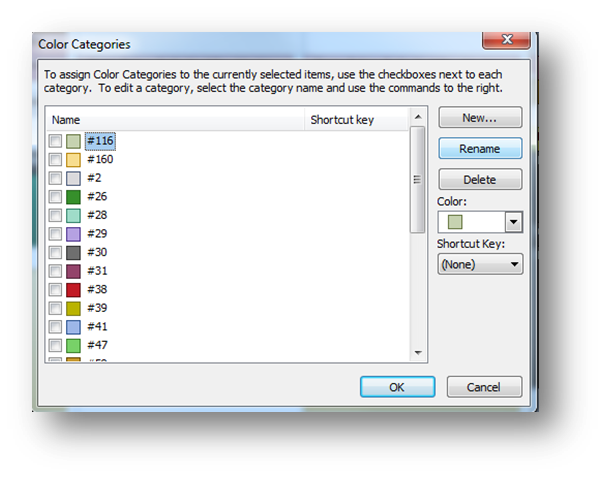 Color Categories
To assign Color Categories to the currently selected items, use the checkboxes next to each
category.  To edit a category, select the category name and use the commands to the right.
Name Shortcut key
New...
#116
#160
Rename
#2
Delete
#26
Color:
#28
#29
Shortcut Key:
#30
(None)
#31
#38
#39
#41
#47
OK Cancel